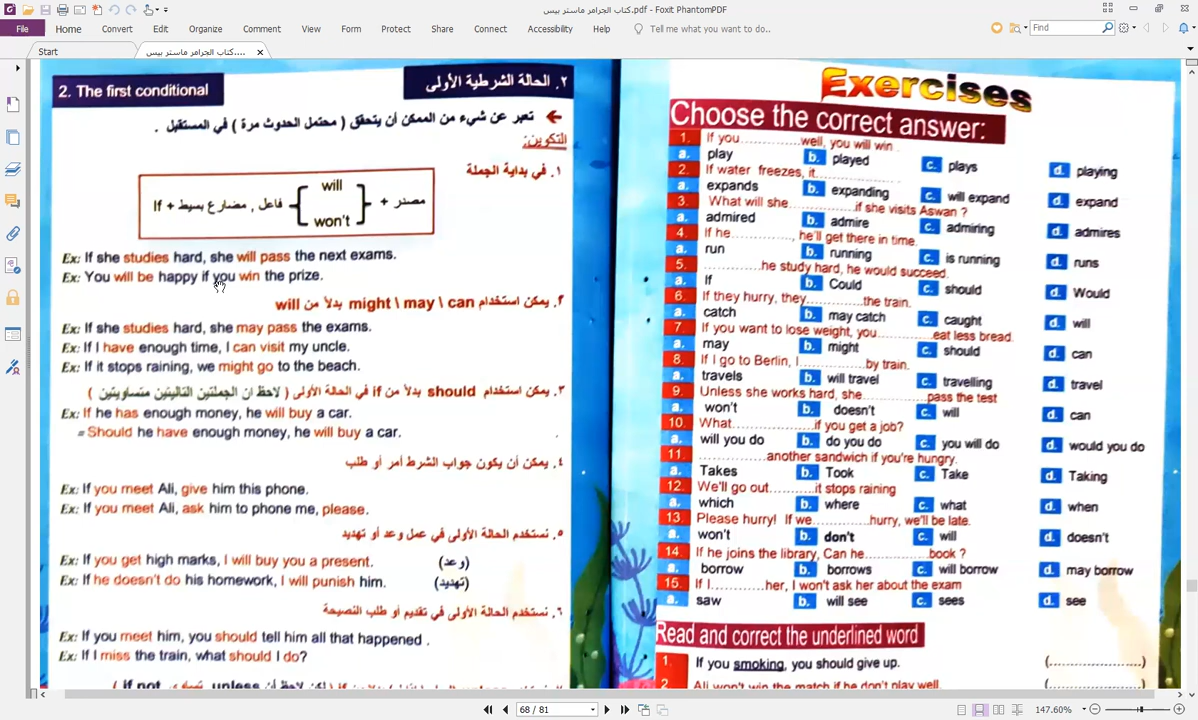 كتاب الجرامر ماستر بيس.pdf - Foxit PhantomPDF
File Home Convert Edit Organize Comment View Form Protect Share Connect Accessibility Help Tell me what you want to do.. Find
Start كتاب الجرامر ماستر بيس....
2. The first conditional
٢. الحالة الشرطية الأولى
تعبر عن شيء من الممكن أن يتحقق ( محتمل الحدوث مرة ) في المستقبل .
التكوين:
١. في بداية الجملة
If + مضارع بسيط , فاعل { will won't } + مصدر
Ex: If she studies hard, she will pass the next exams.
Ex: You will be happy if you win the prize.
٢. يمكن استخدام might \ may \ can بدلاً من will
Ex: If she studies hard, she may pass the exams.
Ex: If I have enough time, I can visit my uncle.
Ex: If it stops raining, we might go to the beach.
٣. يمكن استخدام should بدلاً من if في الحالة الأولى ( لاحظ ان الجملتين التاليتين متساويتين )
Ex: If he has enough money, he will buy a car.
= Should he have enough money, he will buy a car.
٤. يمكن أن يكون جواب الشرط أمر أو طلب
Ex: If you meet Ali, give him this phone.
Ex: If you meet Ali, ask him to phone me, please.
٥. نستخدم الحالة الأولى في عمل وعد أو تهديد
Ex: If you get high marks, I will buy you a present. (وعد)
Ex: If he doesn't do his homework, I will punish him. (تهديد)
٦. نستخدم الحالة الأولى في تقديم أو طلب النصيحة
Ex: If you meet him, you should tell him all that happened .
Ex: If I miss the train, what should I do?
Exercises
Choose the correct answer:
1. If you............well, you will win .
a. play b. played c. plays d. playing
2. If water freezes, it................
a. expands b. expanding c. will expand d. expand
3. What will she................if she visits Aswan ?
a. admired b. admire c. admiring d. admires
4. If he............, he'll get there in time.
a. run b. running c. is running d. runs
5. ............he study hard, he would succeed.
a. If b. Could c. should d. Would
6. If they hurry, they............the train.
a. catch b. may catch c. caught d. will
7 If you want to lose weight, you............eat less bread.
a. may b. might c. should d. can
8. If I go to Berlin, I..............by train.
a. travels b. will travel c. travelling d. travel
9. Unless she works hard, she............pass the test
a. won't b. doesn't c. will d. can
10. What..............if you get a job?
a. will you do b. do you do c. you will do d. would you do
11. ............another sandwich if you're hungry.
a. Takes b. Took c. Take d. Taking
12. We'll go out.........it stops raining
a. which b. where c. what d. when
13. Please hurry! If we..........hurry, we'll be late.
a. won't b. don't c. will d. doesn't
14. If he joins the library, Can he..........book ?
a. borrow b. borrows c. will borrow d. may borrow
15. If I..........her, I won't ask her about the exam
a. saw b. will see c. sees d. see
Read and correct the underlined word
1. If you smoking, you should give up. (................)
2 Ali won't win the match if he don't play well. (................)
68 / 81
147.60%